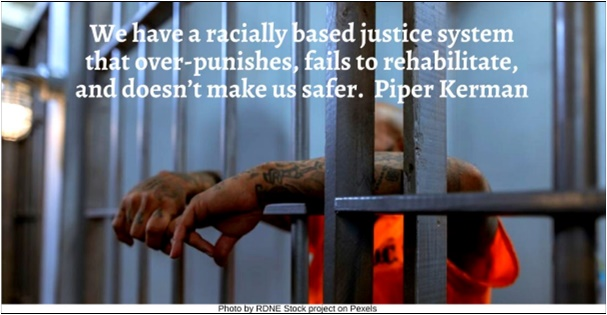 We have a racially based justice system
that over-punishes, fails to rehabilitate,
and doesn’t make us safer.  Piper Kerman
Photo by RDNE Stock project on Pexels